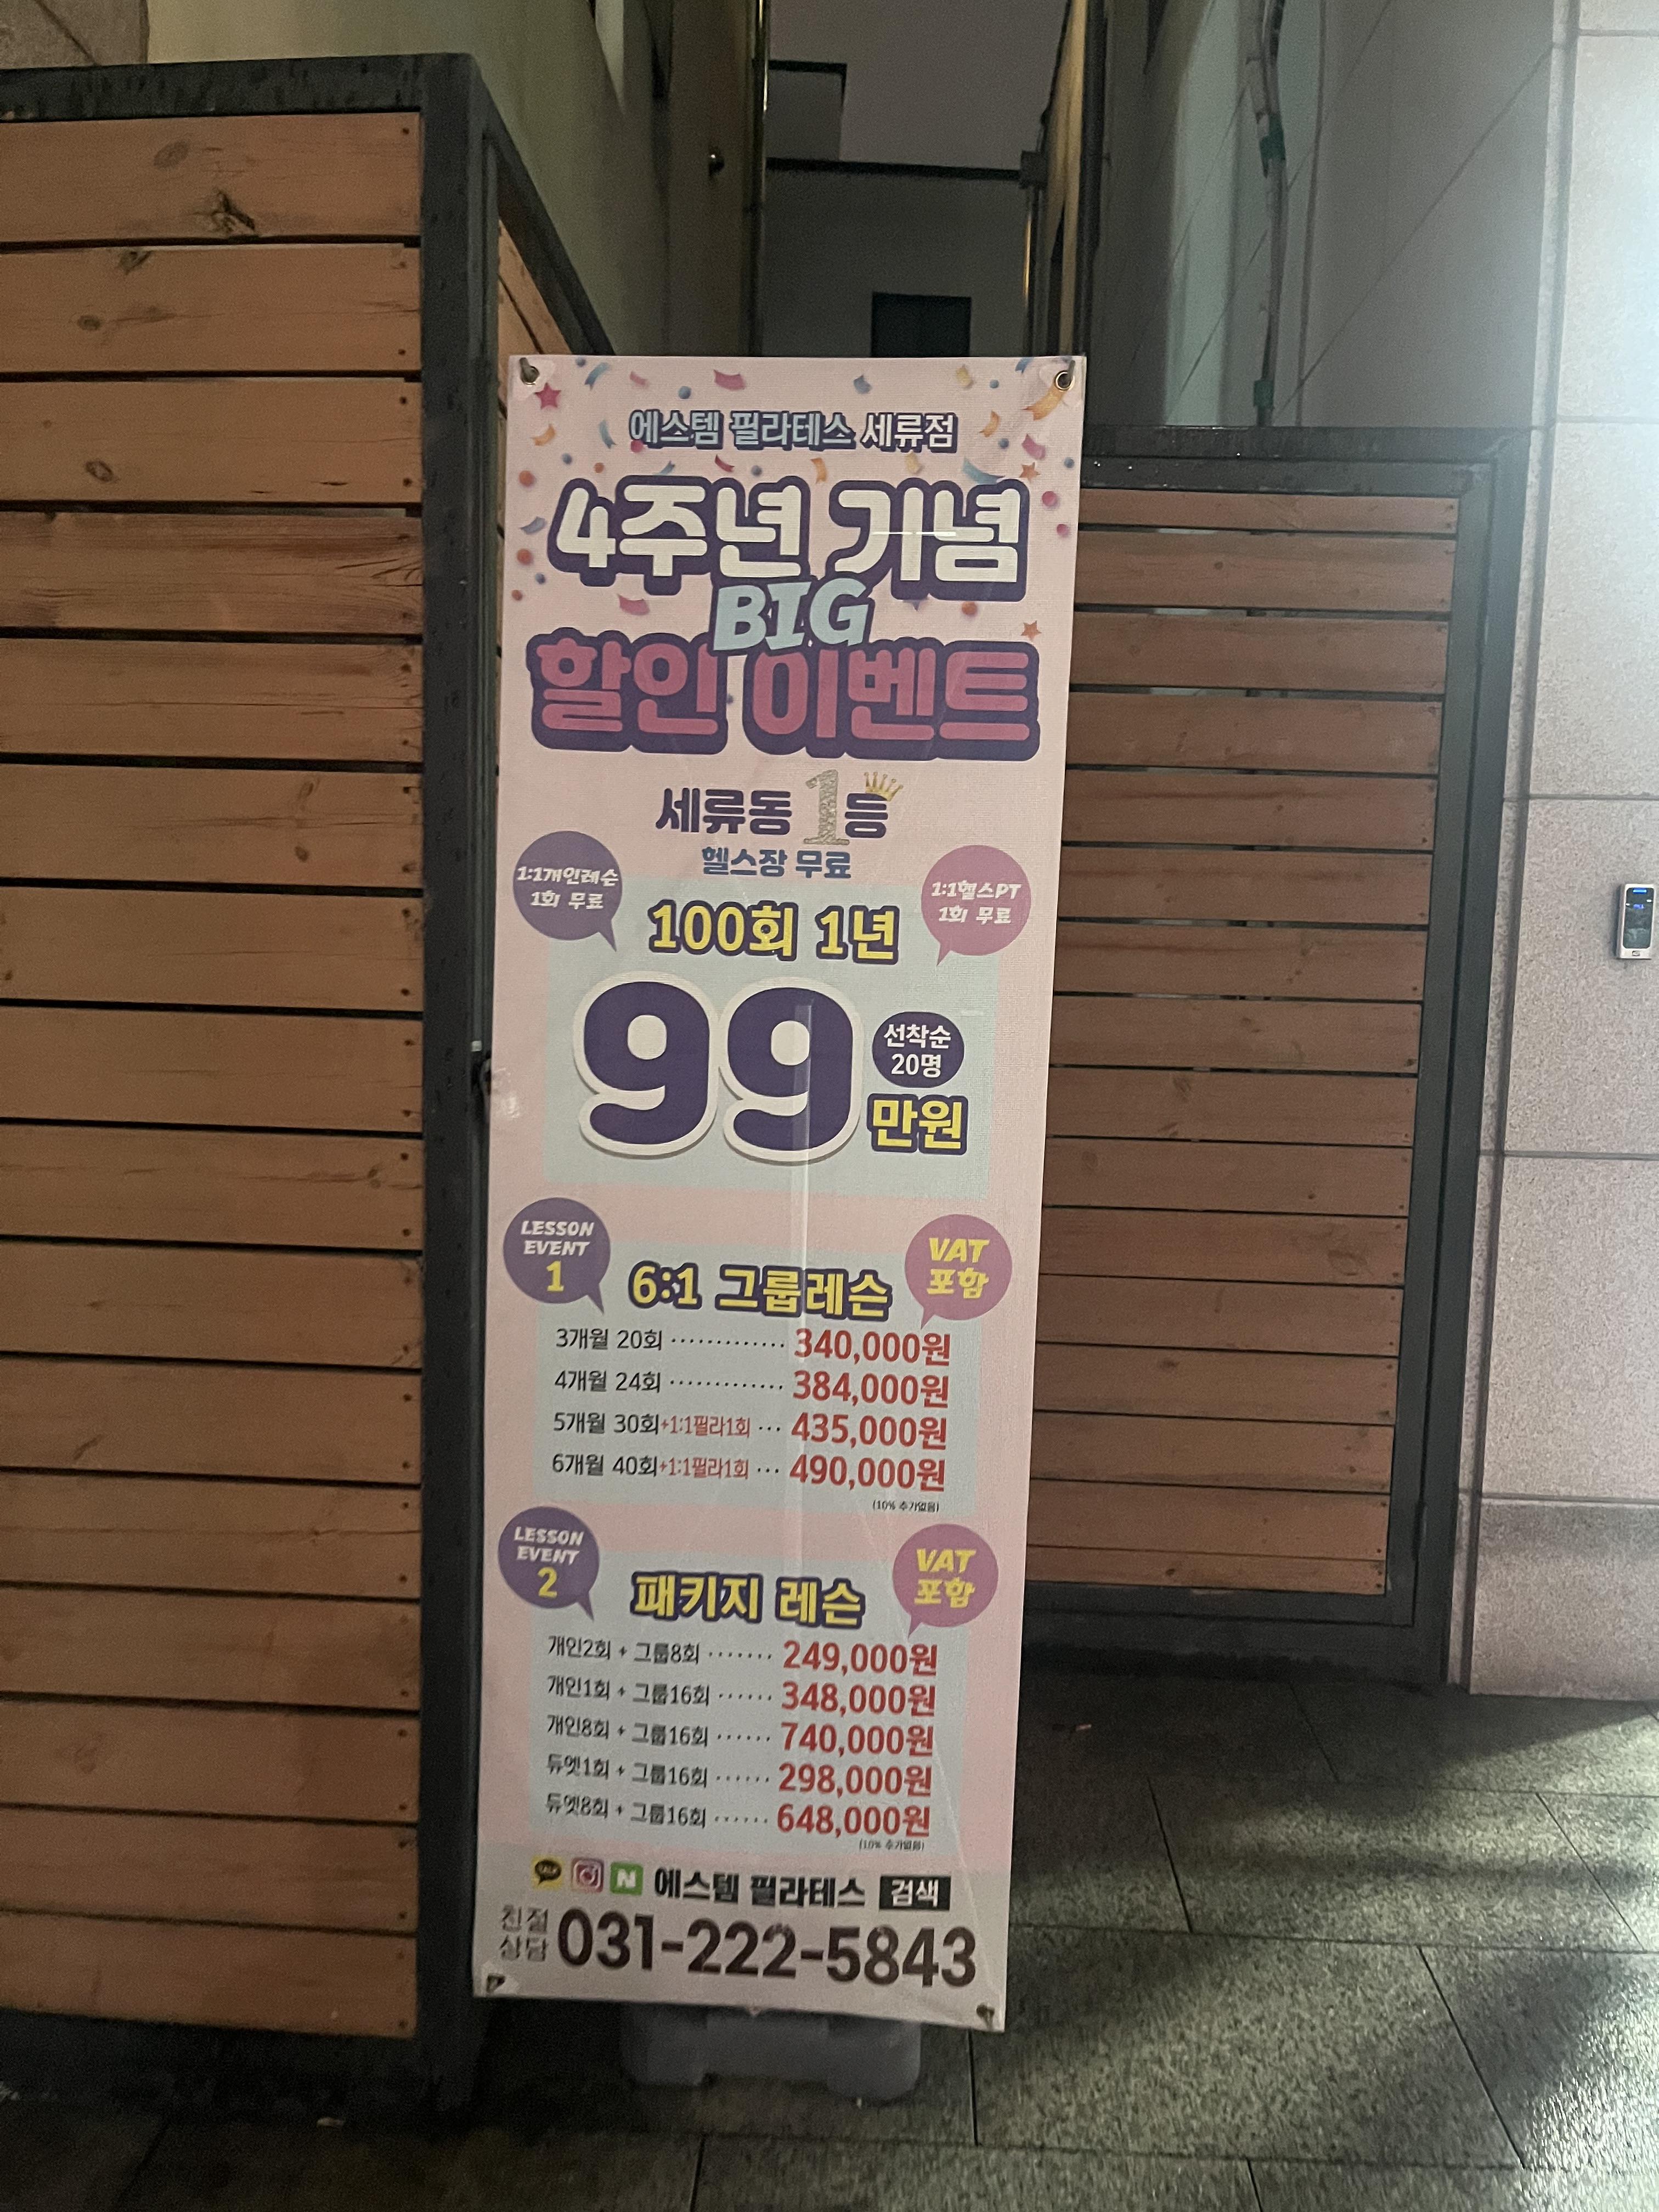 에스템 필라테스 세류점
4주년 기념
BIG
할인 이벤트
세류동 1등
헬스장 무료
1:1개인레슨
1회 무료
1:1헬스PT
1회 무료
100회 1년
99
선착순
20명
만원
LESSON
EVENT
1
6:1 그룹레슨
VAT
포함
3개월 20회 ············· 340,000원
4개월 24회 ············· 384,000원
5개월 30회+1:1필라1회 ··· 435,000원
6개월 40회+1:1필라1회 ··· 490,000원
(10% 추가없음)
LESSON
EVENT
2
패키지 레슨
VAT
포함
개인2회 + 그룹8회 ······· 249,000원
개인1회 + 그룹16회 ······ 348,000원
개인8회 + 그룹16회 ······ 740,000원
듀엣1회 + 그룹16회 ······ 298,000원
듀엣8회 + 그룹16회 ······ 648,000원
(10% 추가없음)
TALK N 에스템 필라테스 검색
친절
상담 031-222-5843